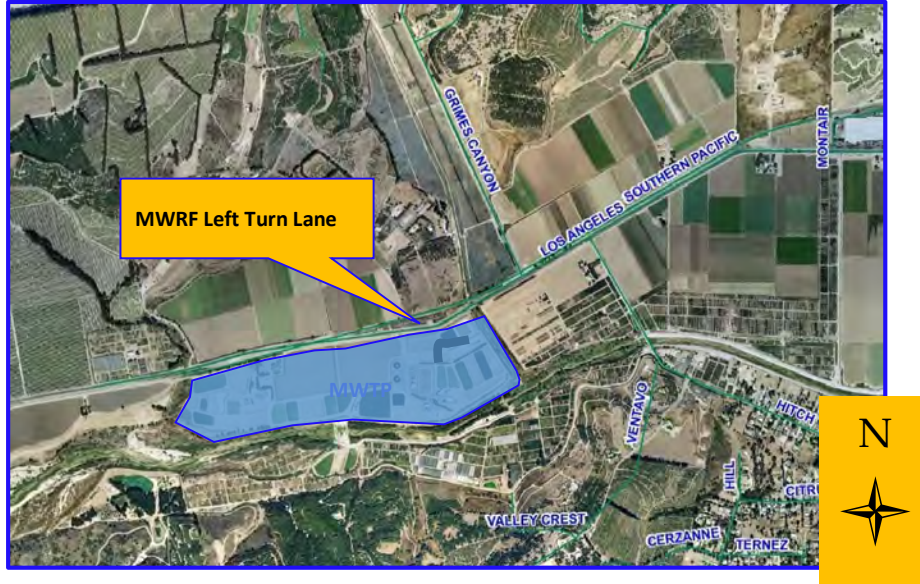 GRIMES CANYON
MONTAIR
LOS ANGELES SOUTHERN PACIFIC
MWRF Left Turn Lane
MWTP
VENTAVO
HITCH
N
HILL
CITR
VALLEY CREST
CERZANNE
TERNEZ